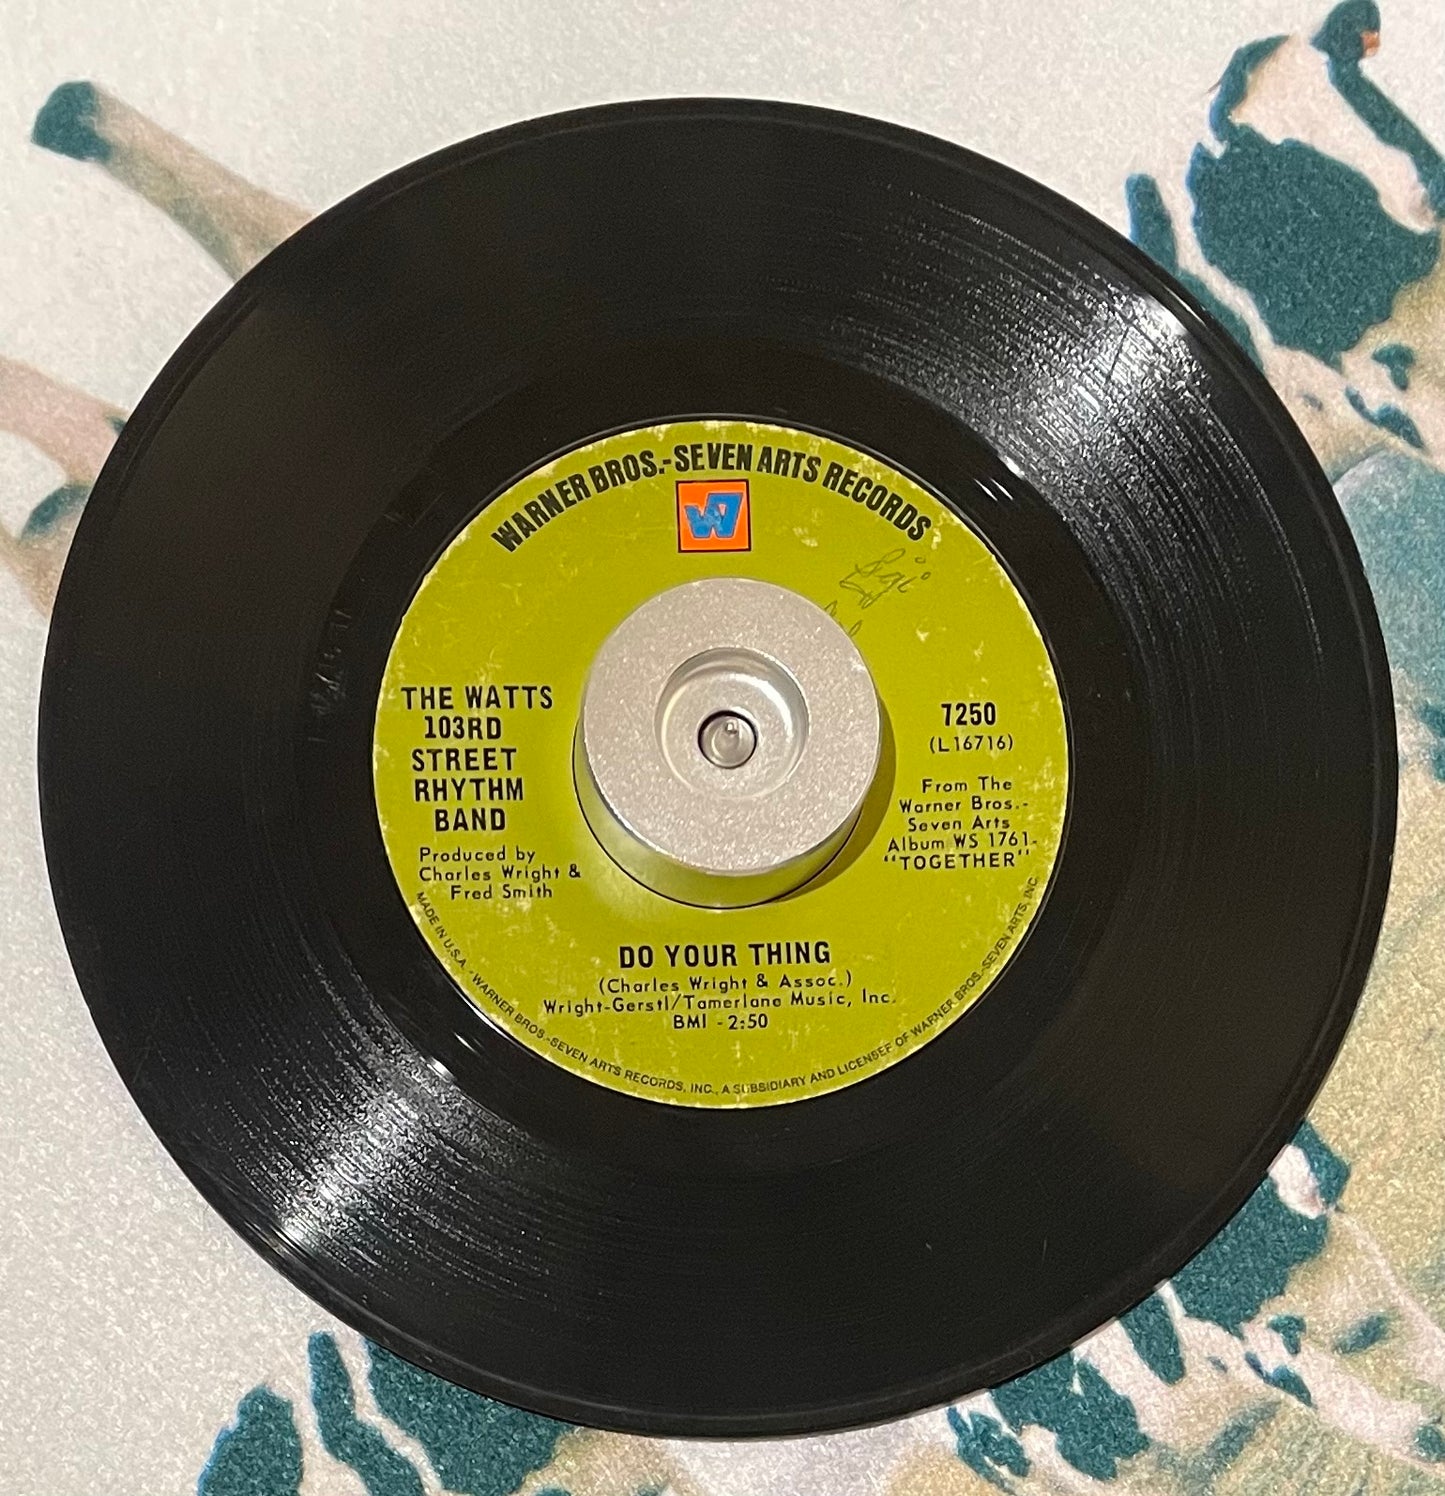 WARNER BROS.-SEVEN ARTS RECORDS
W7
THE WATTS
103RD
STREET
RHYTHM
BAND
Produced by
Charles Wright &
Fred Smith
7250
(L16716)
From The
Warner Bros.-
Seven Arts
Album WS 1761-
"TOGETHER"
DO YOUR THING
(Charles Wright & Assoc.)
Wright-Gerstl/Tamerlane Music, Inc.
BMI - 2:50
MADE IN U.S.A. - WARNER BROS.-SEVEN ARTS RECORDS, INC., A SUBSIDIARY AND LICENSEE OF WARNER BROS.-SEVEN ARTS, INC.